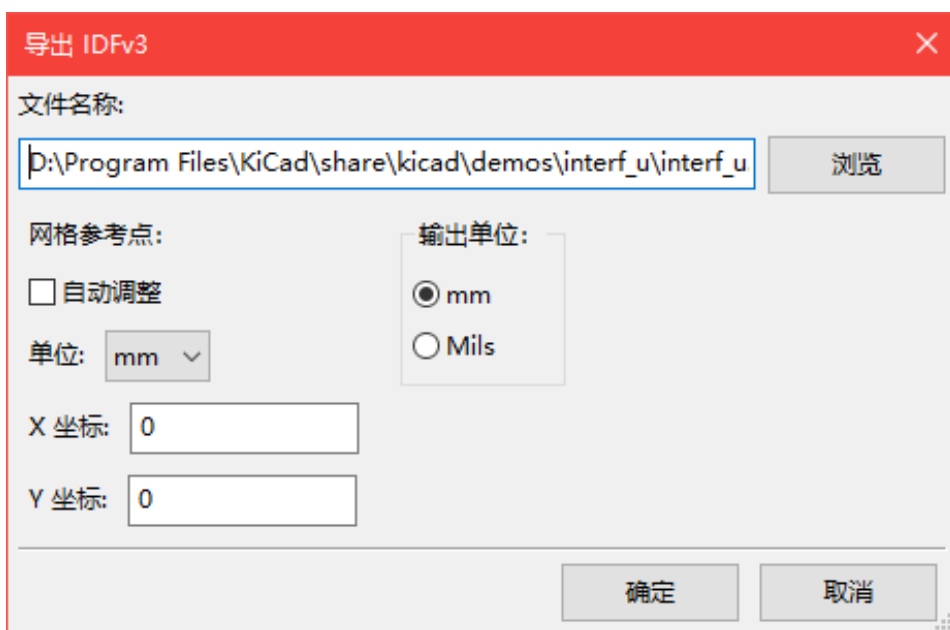 导出 IDFv3
文件名称:
D:\Program Files\KiCad\share\kicad\demos\interf_u\interf_u
浏览
网格参考点:
输出单位:
自动调整
mm
单位: mm
Mils
X 坐标: 0
Y 坐标: 0
确定
取消